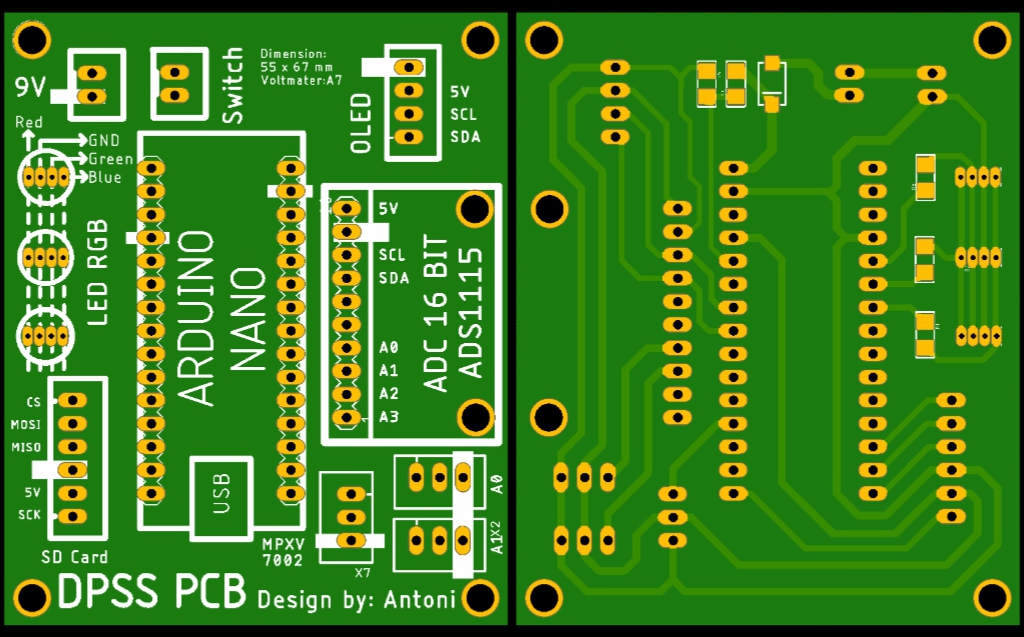 9V
Switch
Dimension:
55 x 67 mm
Voltmater:A7
OLED
5V
SCL
SDA
Red
GND
Green
Blue
LED RGB
ARDUINO
NANO
USB
5V
SCL
SDA
A0
A1
A2
A3
ADC 16 BIT
ADS1115
CS
MOSI
MISO
5V
SCK
SD Card
MPXV
7002
X7
A0
A1
X2
DPSS PCB
Design by: Antoni